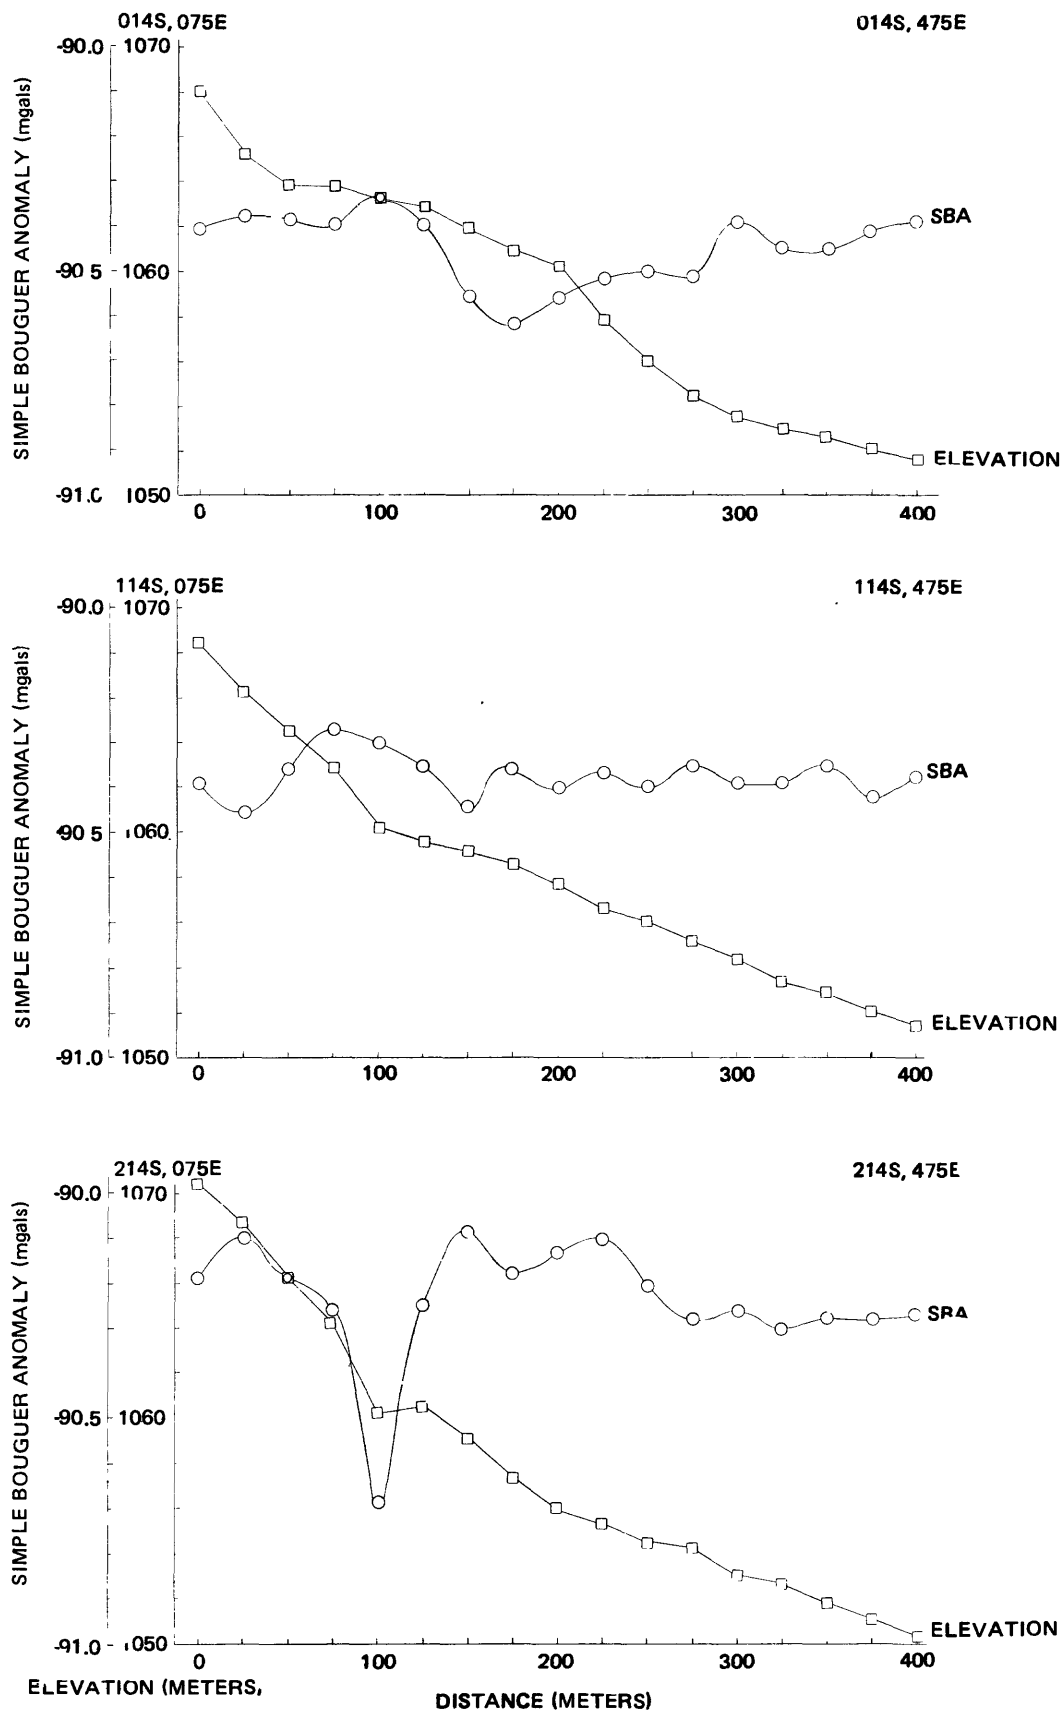 014S, 075E
014S, 475E
-90.0 1070
SIMPLE BOUGUER ANOMALY (mgals)
SBA
-90 5 1060
ELEVATION
-91.0 1050
0 100 200 300 400
114S, 075E
114S, 475E
-90.0 1070
SIMPLE BOUGUER ANOMALY (mgals)
SBA
-90 5 1060
ELEVATION
-91.0 1050
0 100 200 300 400
214S, 075E
214S, 475E
-90.0 1070
SIMPLE BOUGUER ANOMALY (mgals)
SBA
-90.5 1060
ELEVATION
-91.0 1050
0 100 200 300 400
ELEVATION (METERS,
DISTANCE (METERS)